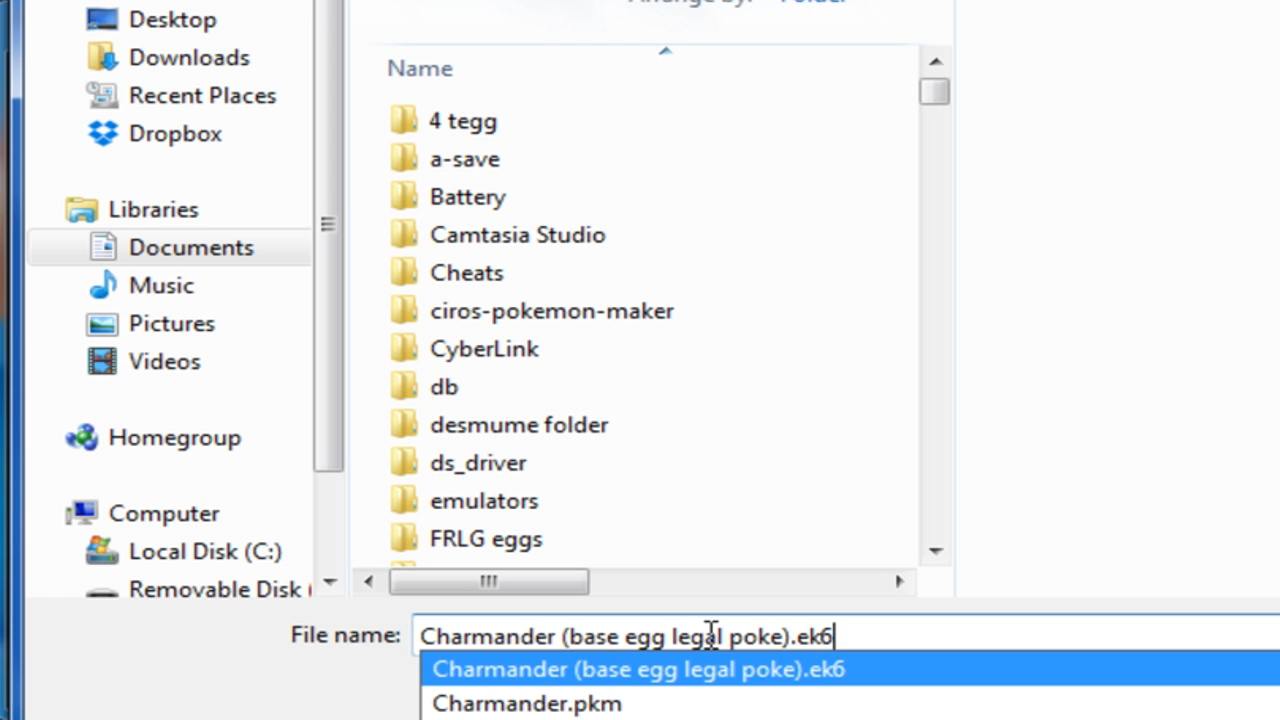 Arrange by: Folder
Desktop
Downloads
Recent Places
Dropbox
Libraries
Documents
Music
Pictures
Videos
Homegroup
Computer
Local Disk (C:)
Removable Disk
Name
4 tegg
a-save
Battery
Camtasia Studio
Cheats
ciros-pokemon-maker
CyberLink
db
desmume folder
ds_driver
emulators
FRLG eggs
File name: Charmander (base egg legal poke).ek6
Charmander (base egg legal poke).ek6
Charmander.pkm